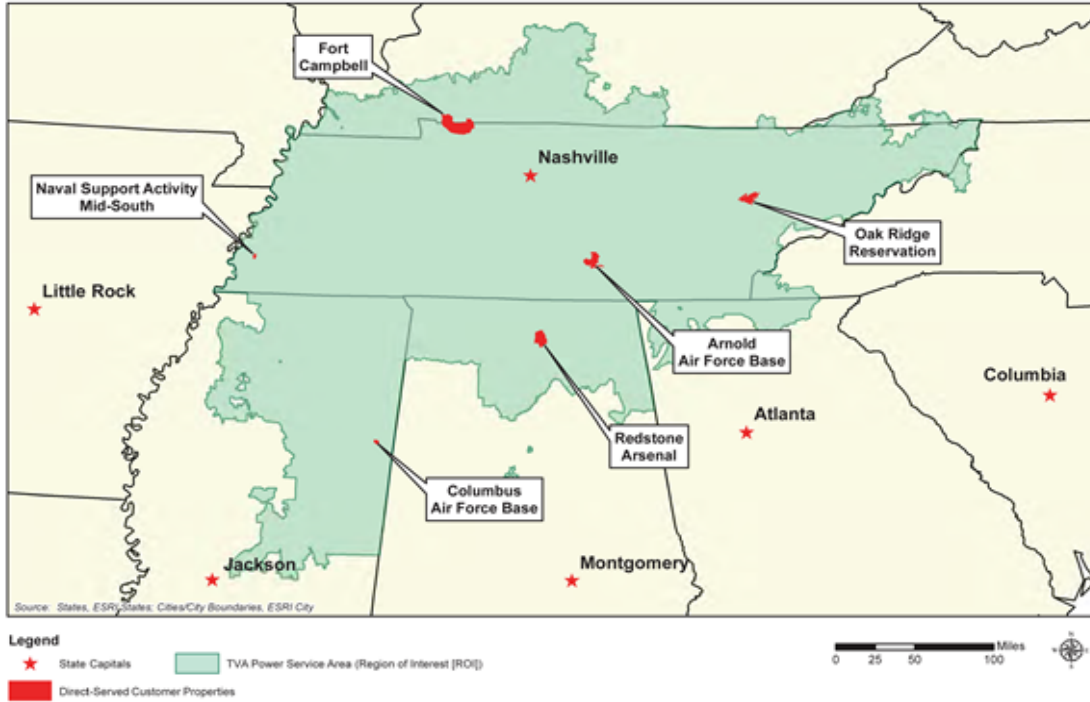 Fort
Campbell
Nashville
Naval Support Activity
Mid-South
Oak Ridge
Reservation
Little Rock
Arnold
Air Force Base
Columbia
Atlanta
Redstone
Arsenal
Columbus
Air Force Base
Jackson
Montgomery
Source: States, ESRI States; Cities/City Boundaries, ESRI City
Legend
State Capitals
TVA Power Service Area (Region of Interest [ROI])
Direct-Served Customer Properties
Miles
0 25 50 100